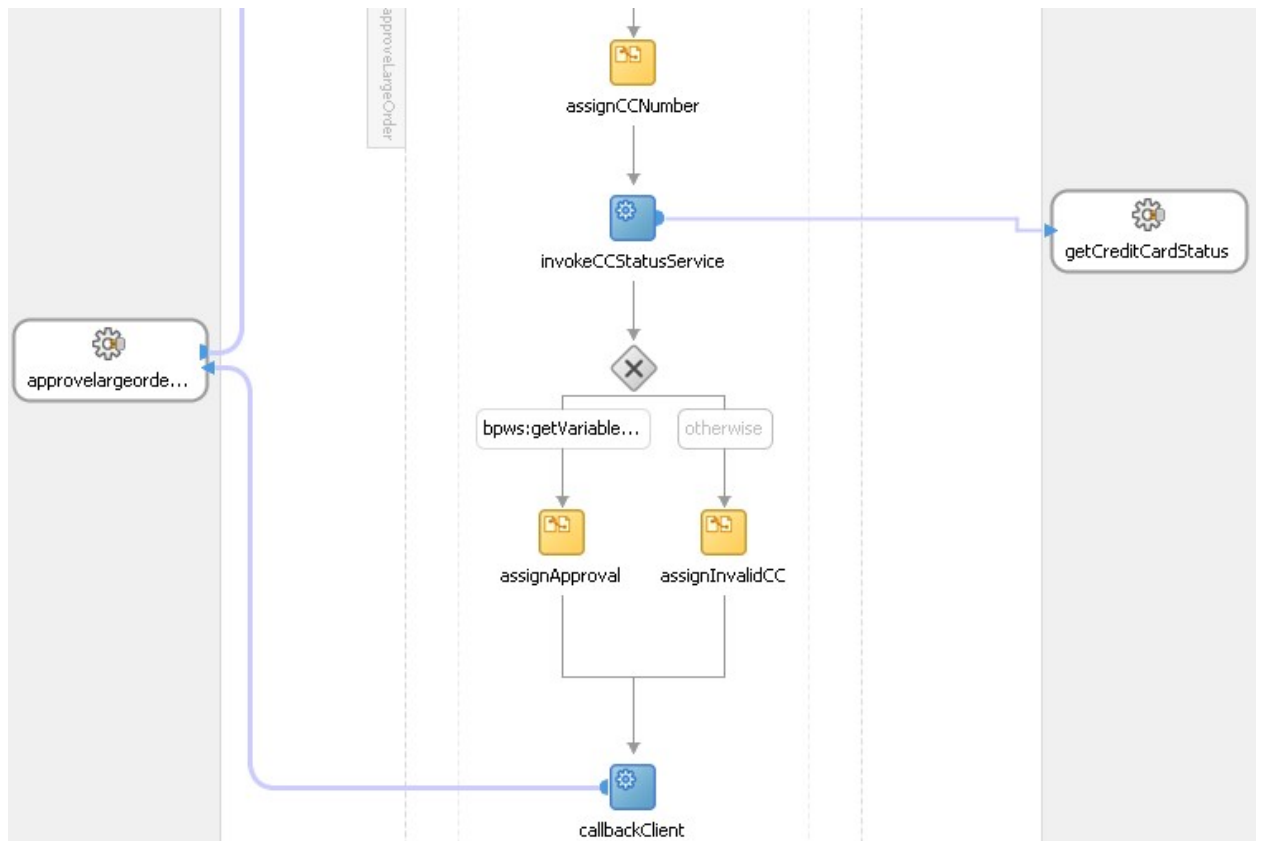 approveLargeOrder
assignCCNumber
invokeCCStatusService
getCreditCardStatus
approvelargeorde...
bpws:getVariable...
otherwise
assignApproval
assignInvalidCC
callbackClient